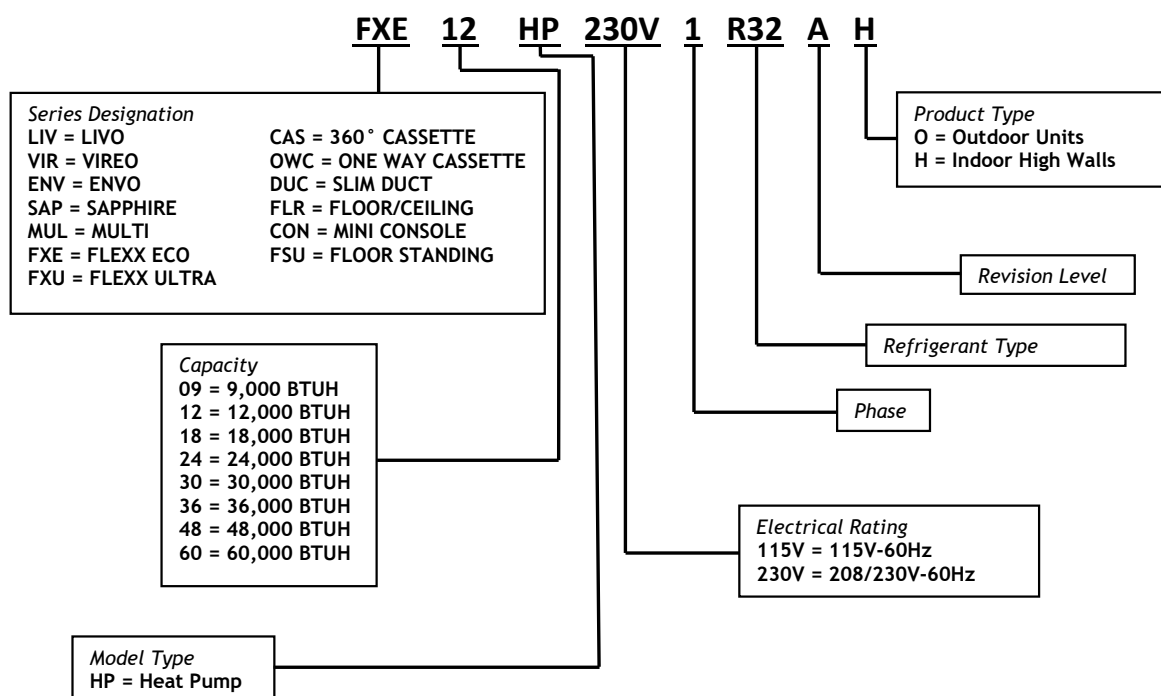 FXE 12 HP 230V 1 R32 A H
Series Designation
LIV = LIVO
VIR = VIREO
ENV = ENVO
SAP = SAPPHIRE
MUL = MULTI
FXE = FLEXX ECO
FXU = FLEXX ULTRA
CAS = 360° CASSETTE
OWC = ONE WAY CASSETTE
DUC = SLIM DUCT
FLR = FLOOR/CEILING
CON = MINI CONSOLE
FSU = FLOOR STANDING
Product Type
O = Outdoor Units
H = Indoor High Walls
Revision Level
Refrigerant Type
Phase
Capacity
09 = 9,000 BTUH
12 = 12,000 BTUH
18 = 18,000 BTUH
24 = 24,000 BTUH
30 = 30,000 BTUH
36 = 36,000 BTUH
48 = 48,000 BTUH
60 = 60,000 BTUH
Electrical Rating
115V = 115V-60Hz
230V = 208/230V-60Hz
Model Type
HP = Heat Pump